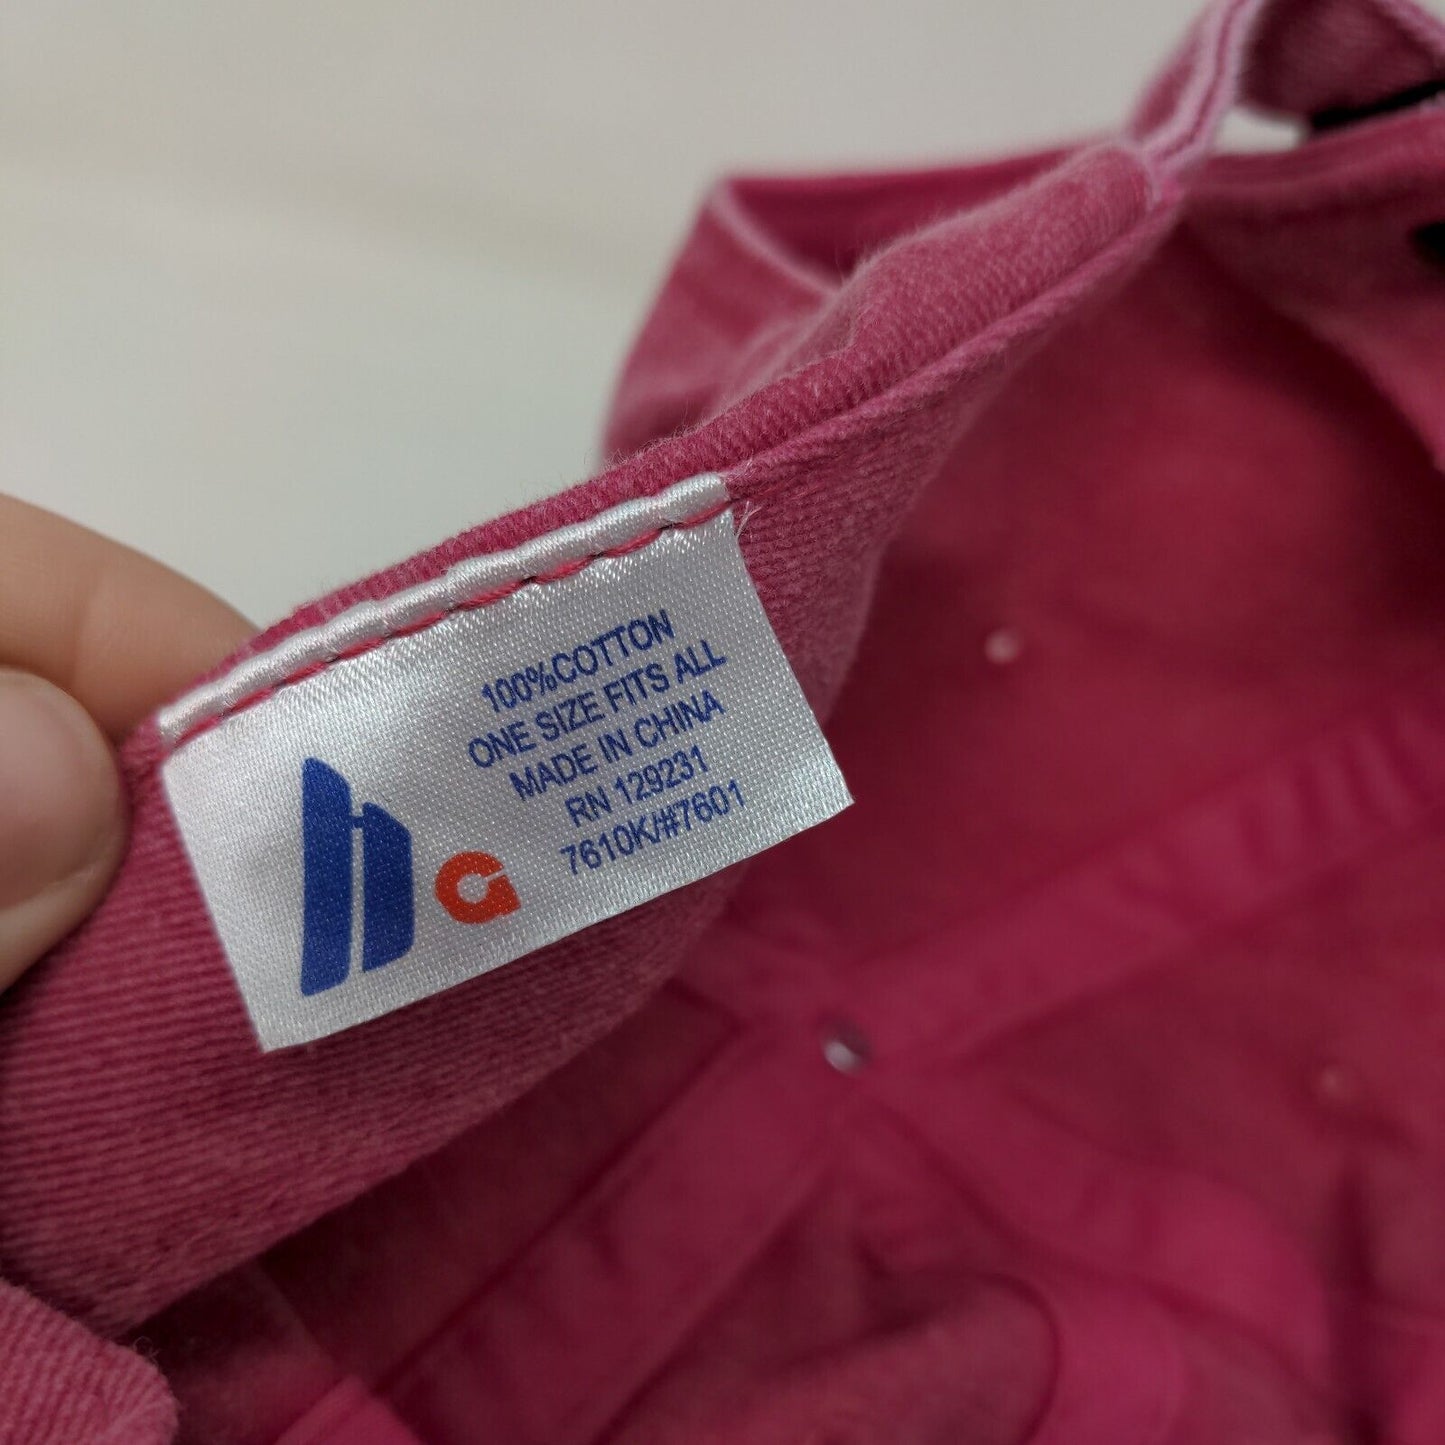 100%COTTON
ONE SIZE FITS ALL
MADE IN CHINA
RN 129231
7610K/#7601